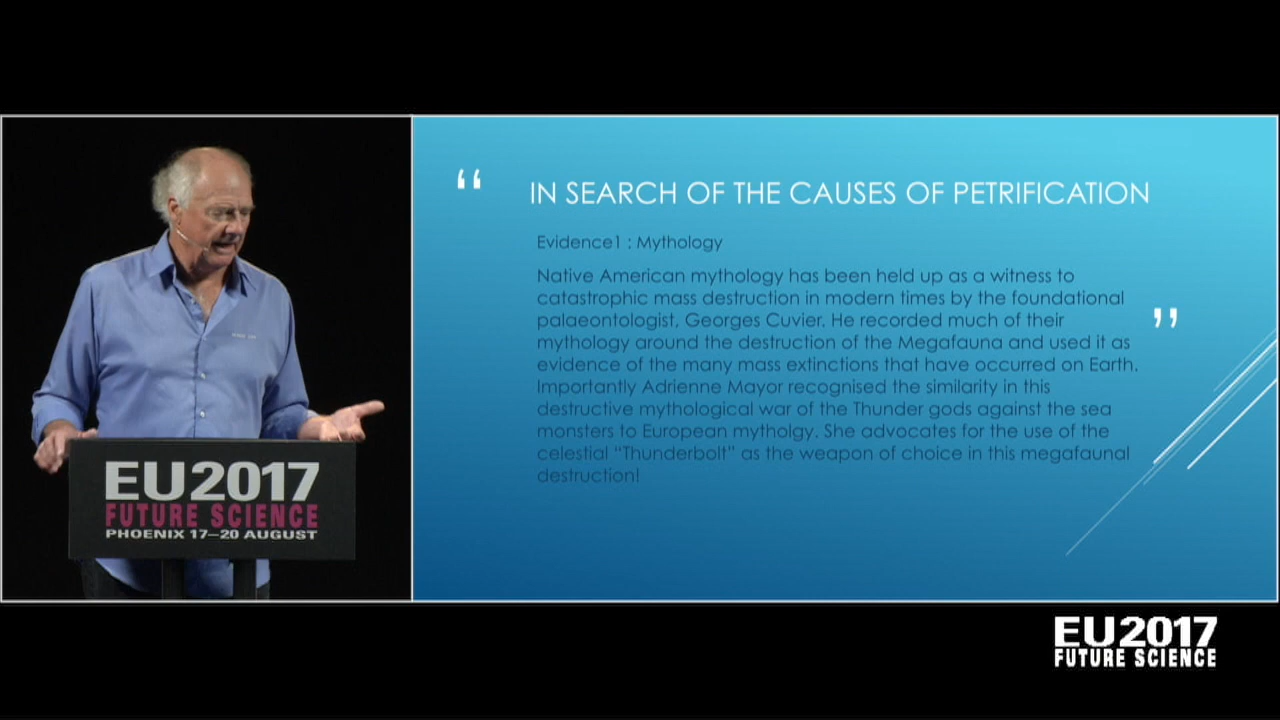 “ IN SEARCH OF THE CAUSES OF PETRIFICATION
Evidence1 : Mythology
Native American mythology has been held up as a witness to
catastrophic mass destruction in modern times by the foundational
palaeontologist, Georges Cuvier. He recorded much of their
mythology around the destruction of the Megafauna and used it as
evidence of the many mass extinctions that have occurred on Earth.
Importantly Adrienne Mayor recognised the similarity in this
destructive mythological war of the Thunder gods against the sea
monsters to European mytholgy. She advocates for the use of the
celestial “Thunderbolt” as the weapon of choice in this megafaunal
destruction!
”
EU2017
FUTURE SCIENCE
PHOENIX 17–20 AUGUST
EU2017
FUTURE SCIENCE